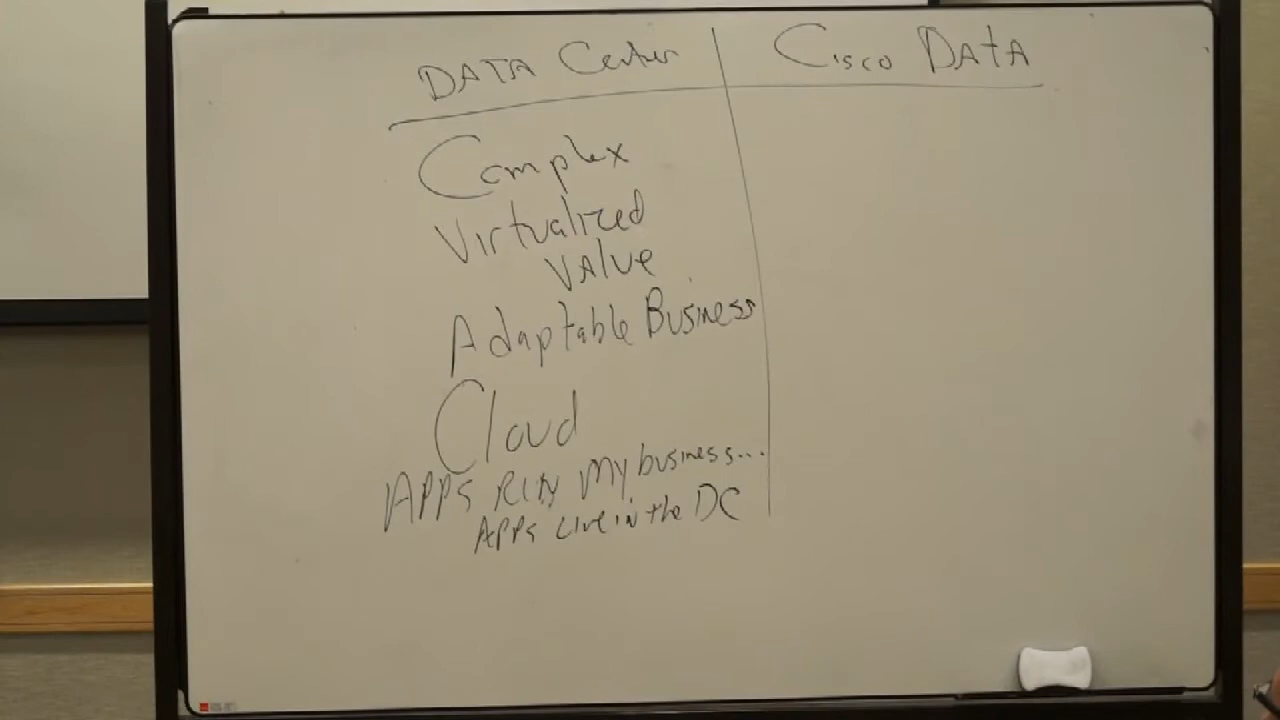 DATA Center
Cisco DATA
Complex
Virtualized
VAlue
Adaptable Business
Cloud
APPS RUN My business...
APPs Live in the DC